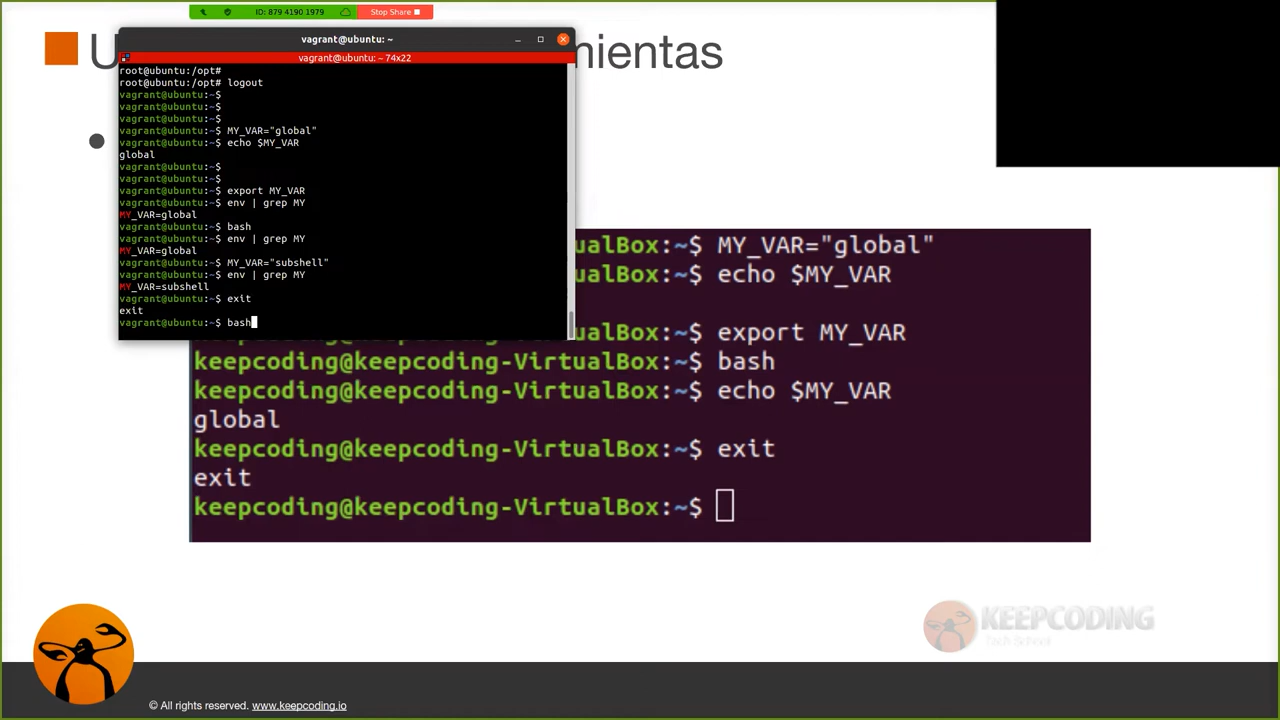 ID: 879 4190 1979
Stop Share
U
mientas
vagrant@ubuntu: ~
vagrant@ubuntu: ~ 74x22
root@ubuntu:/opt#
root@ubuntu:/opt# logout
vagrant@ubuntu:~$
vagrant@ubuntu:~$
vagrant@ubuntu:~$
vagrant@ubuntu:~$ MY_VAR="global"
vagrant@ubuntu:~$ echo $MY_VAR
global
vagrant@ubuntu:~$
vagrant@ubuntu:~$
vagrant@ubuntu:~$ export MY_VAR
vagrant@ubuntu:~$ env | grep MY
MY_VAR=global
vagrant@ubuntu:~$ bash
vagrant@ubuntu:~$ env | grep MY
MY_VAR=global
vagrant@ubuntu:~$ MY_VAR="subshell"
vagrant@ubuntu:~$ env | grep MY
MY_VAR=subshell
vagrant@ubuntu:~$ exit
exit
vagrant@ubuntu:~$ bash
ualBox:~$ MY_VAR="global"
ualBox:~$ echo $MY_VAR
export MY_VAR
keepcoding@keepcoding-VirtualBox:~$ bash
keepcoding@keepcoding-VirtualBox:~$ echo $MY_VAR
global
keepcoding@keepcoding-VirtualBox:~$ exit
exit
keepcoding@keepcoding-VirtualBox:~$
KEEPCODING
Tech School
© All rights reserved. www.keepcoding.io